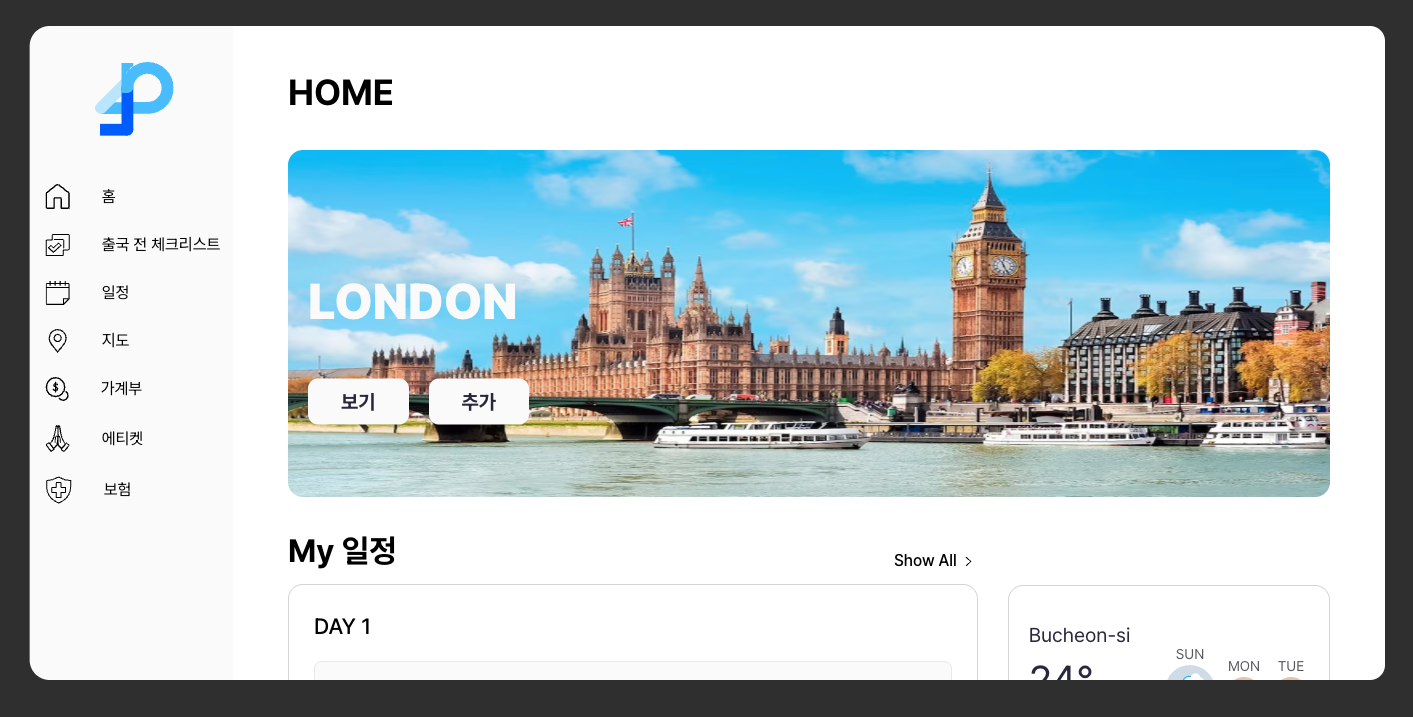 HOME
홈
출국 전 체크리스트
일정
지도
가계부
에티켓
보험
LONDON
보기
추가
My 일정
Show All
DAY 1
Bucheon-si
24°
SUN
MON
TUE